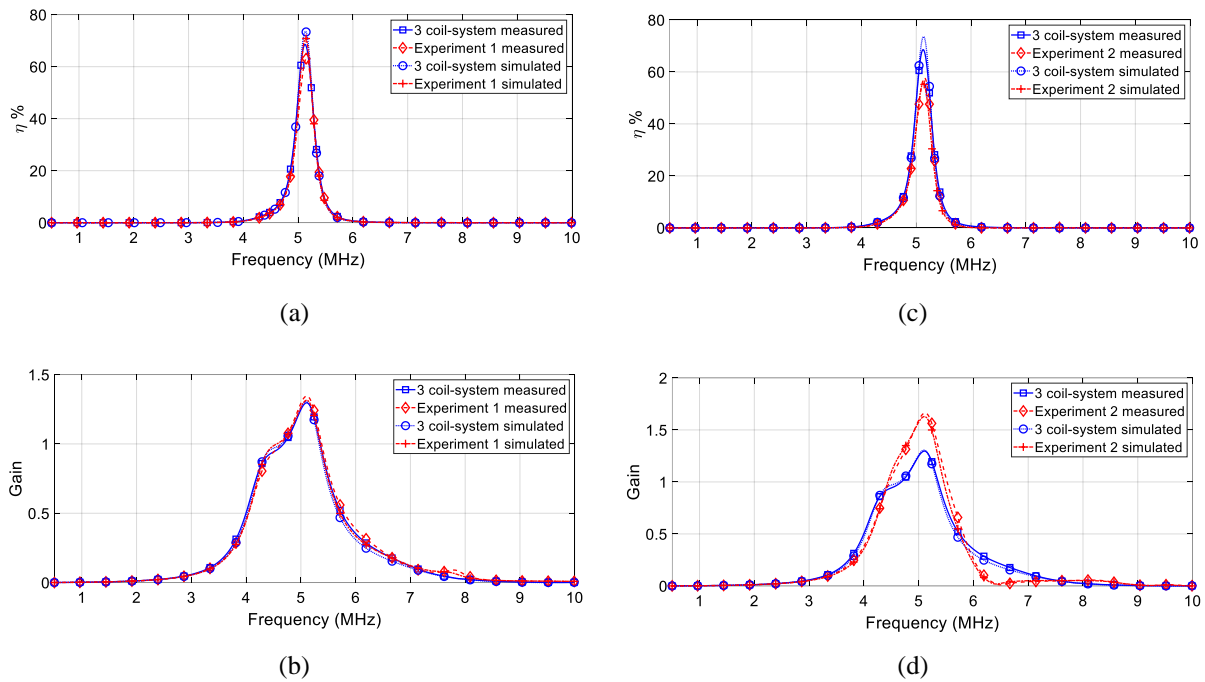 80
60
40
20
0
η %
1 2 3 4 5 6 7 8 9 10
Frequency (MHz)
3 coil-system measured
Experiment 1 measured
3 coil-system simulated
Experiment 1 simulated
(a)
80
60
40
20
0
η %
1 2 3 4 5 6 7 8 9 10
Frequency (MHz)
3 coil-system measured
Experiment 2 measured
3 coil-system simulated
Experiment 2 simulated
(c)
1.5
1
0.5
0
Gain
1 2 3 4 5 6 7 8 9 10
Frequency (MHz)
3 coil-system measured
Experiment 1 measured
3 coil-system simulated
Experiment 1 simulated
(b)
2
1.5
1
0.5
0
Gain
1 2 3 4 5 6 7 8 9 10
Frequency (MHz)
3 coil-system measured
Experiment 2 measured
3 coil-system simulated
Experiment 2 simulated
(d)